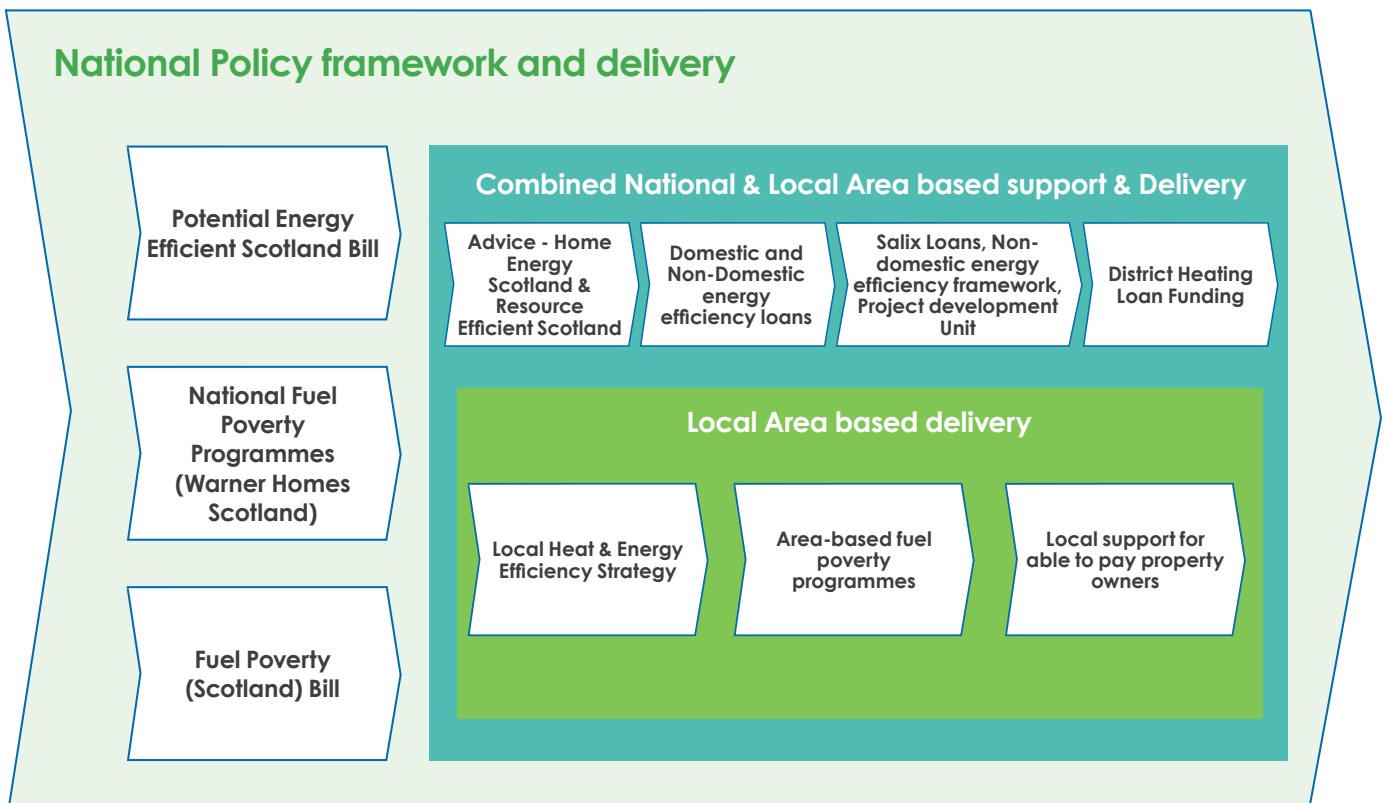 National Policy framework and delivery
Potential Energy
Efficient Scotland Bill
National Fuel
Poverty
Programmes
(Warner Homes
Scotland)
Fuel Poverty
(Scotland) Bill
Combined National & Local Area based support & Delivery
Advice - Home
Energy
Scotland &
Resource
Efficient Scotland
Domestic and
Non-Domestic
energy
efficiency loans
Salix Loans, Non-
domestic energy
efficiency framework,
Project development
Unit
District Heating
Loan Funding
Local Area based delivery
Local Heat & Energy
Efficiency Strategy
Area-based fuel
poverty
programmes
Local support for
able to pay property
owners